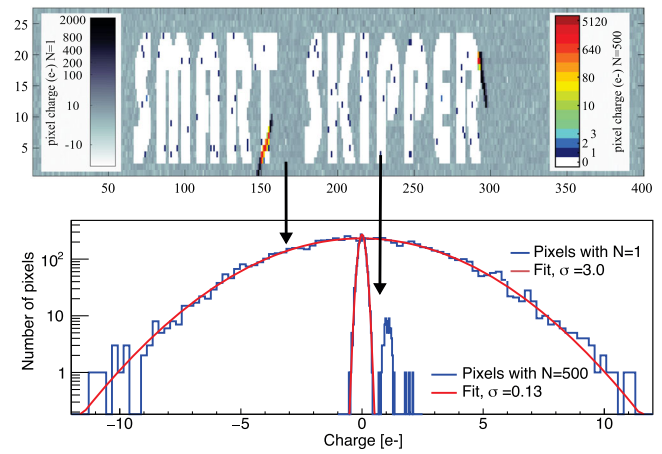 2000
800
400
200
100
10
-10
pixel charge (e-) N=1
SMART SKIPPER
5120
640
80
10
3
2
1
0
pixel charge (e-) N=500
25
20
15
10
5
50 100 150 200 250 300 350 400
Number of pixels
10²
10
1
Pixels with N=1
Fit, σ =3.0
Pixels with N=500
Fit, σ =0.13
−10 −5 0 5 10
Charge [e-]